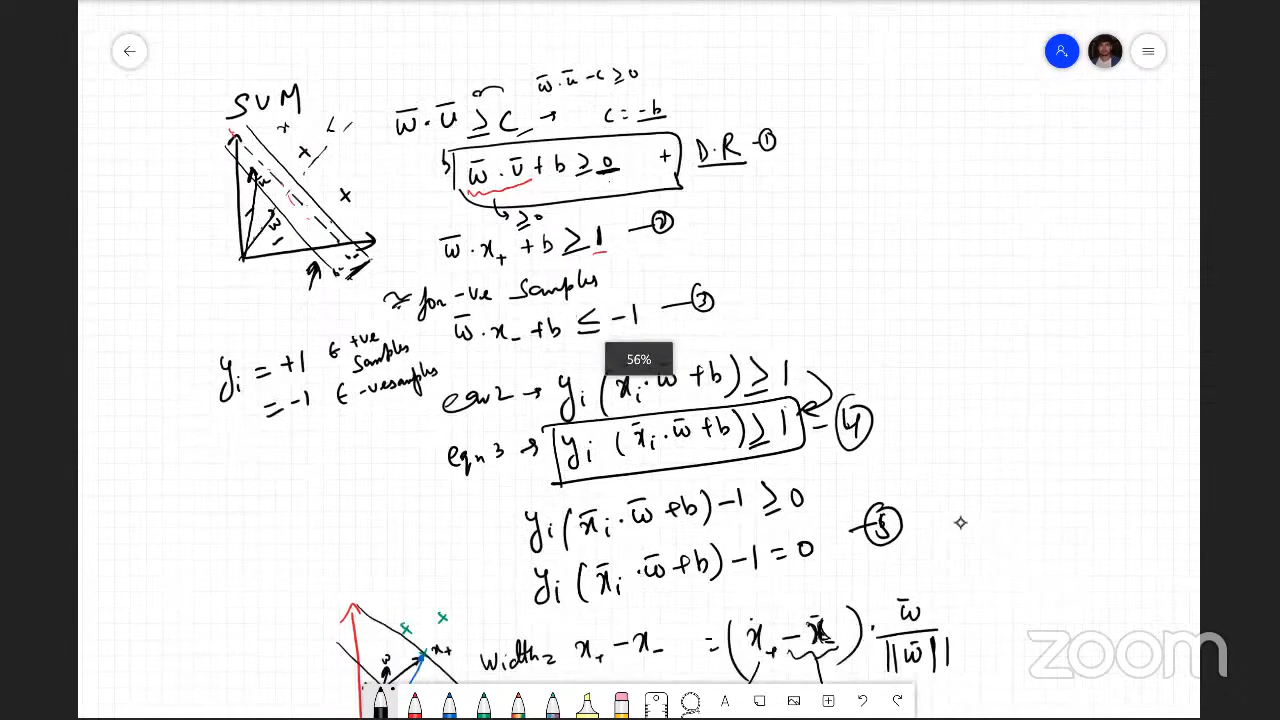 SVM
w̄ · ū ≥ c →
w̄ · ū - c ≥ 0
c = -b
w̄ · ū + b ≥ 0 + D.R - ①
≥ 0
w̄ · x₊ + b ≥ 1 — ②
for -ve samples
w̄ · x₋ + b ≤ -1 — ③
yᵢ = +1 ∈ +ve samples
= -1 ∈ -ve samples
56%
eqn 2 → yᵢ (x̄ᵢ · w̄ + b) ≥ 1
eqn 3 → yᵢ (x̄ᵢ · w̄ + b) ≥ 1 = ④
yᵢ (x̄ᵢ · w̄ + b) - 1 ≥ 0
yᵢ (x̄ᵢ · w̄ + b) - 1 = 0 — ⑤
x₊
width = x₊ - x₋ = (x₊ - x̄₋) · w̄ / ||w̄||
zoom
A